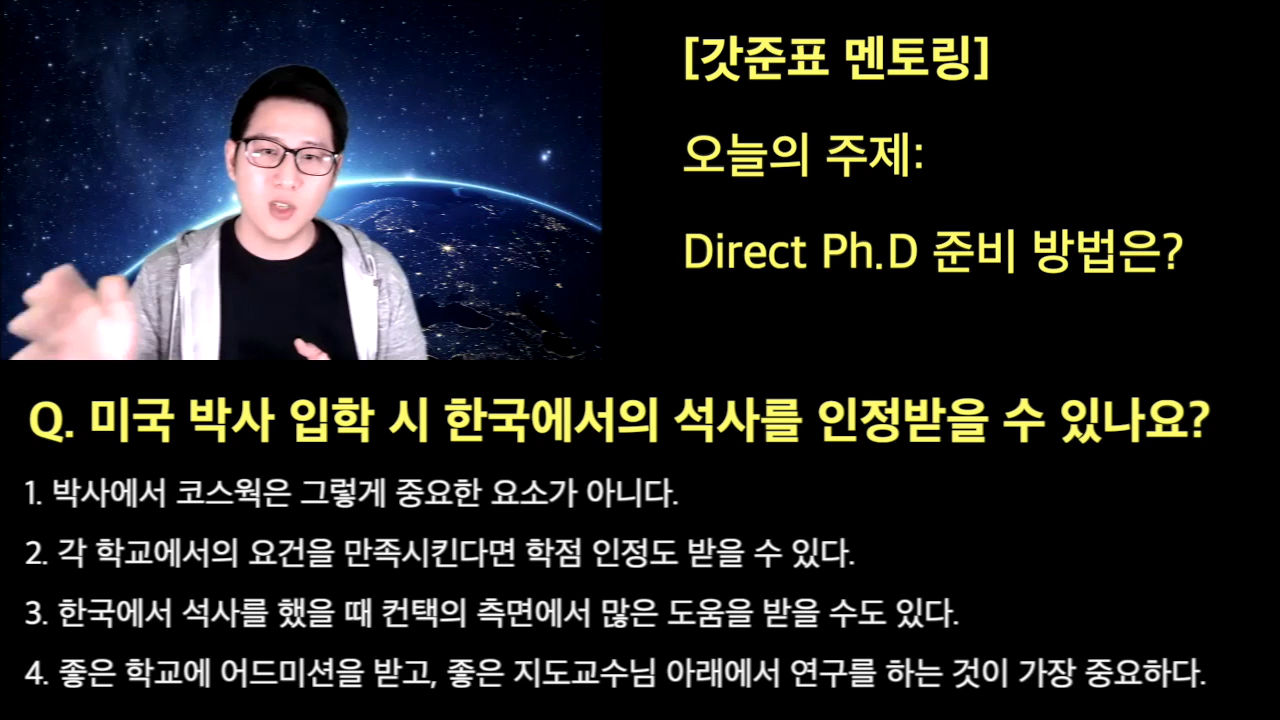 [갓준표 멘토링]
오늘의 주제:
Direct Ph.D 준비 방법은?
Q. 미국 박사 입학 시 한국에서의 석사를 인정받을 수 있나요?
1. 박사에서 코스웍은 그렇게 중요한 요소가 아니다.
2. 각 학교에서의 요건을 만족시킨다면 학점 인정도 받을 수 있다.
3. 한국에서 석사를 했을 때 컨택의 측면에서 많은 도움을 받을 수도 있다.
4. 좋은 학교에 어드미션을 받고, 좋은 지도교수님 아래에서 연구를 하는 것이 가장 중요하다.